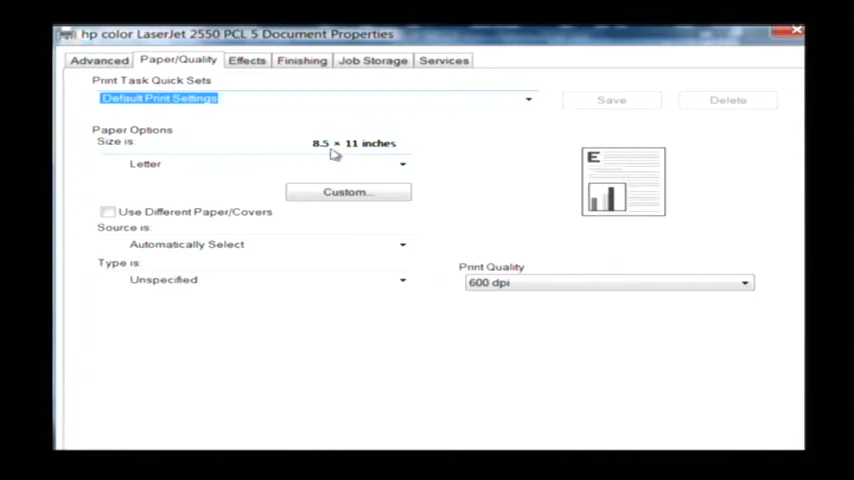 hp color LaserJet 2550 PCL 5 Document Properties
Advanced Paper/Quality Effects Finishing Job Storage Services
Print Task Quick Sets
Default Print Settings Save Delete
Paper Options
Size is 8.5 × 11 inches
Letter
Custom...
Use Different Paper/Covers
Source is:
Automatically Select
Type is:
Unspecified
Print Quality
600 dpi
E